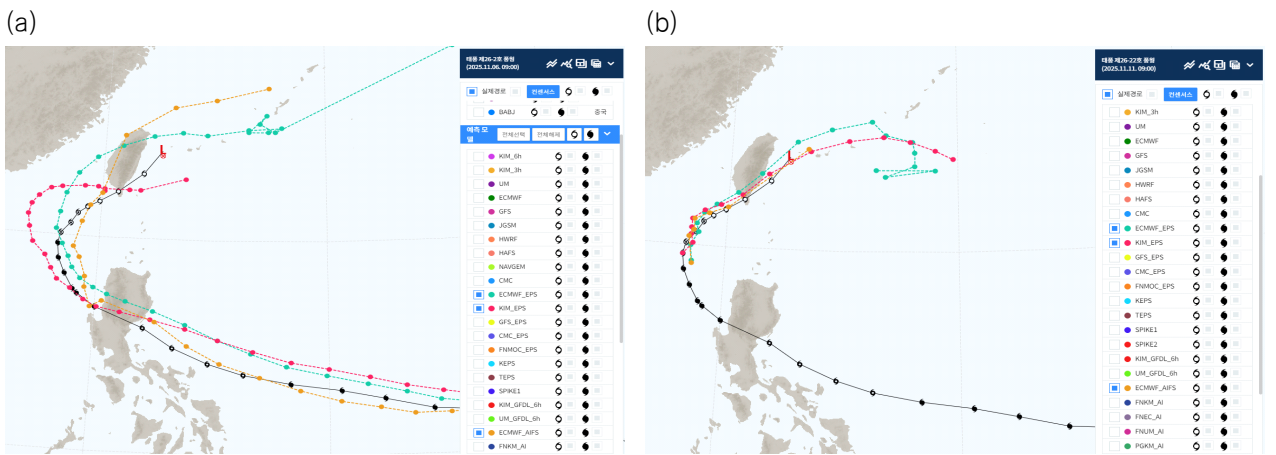 (a)
태풍 제26-2호 풍웡
(2025.11.06. 09:00)
실제경로 컨센서스
BABJ 중국
예측 모델 전체선택 전체해제
KIM_6h
KIM_3h
UM
ECMWF
GFS
JGSM
HWRF
HAFS
NAVGEM
CMC
ECMWF_EPS
KIM_EPS
GFS_EPS
CMC_EPS
FNMOC_EPS
KEPS
TEPS
SPIKE1
KIM_GFDL_6h
UM_GFDL_6h
ECMWF_AIFS
FNKM_AI
(b)
태풍 제26-22호 풍웡
(2025.11.11. 09:00)
실제경로 컨센서스
KIM_3h
UM
ECMWF
GFS
JGSM
HWRF
HAFS
CMC
ECMWF_EPS
KIM_EPS
GFS_EPS
CMC_EPS
FNMOC_EPS
KEPS
TEPS
SPIKE1
SPIKE2
KIM_GFDL_6h
UM_GFDL_6h
ECMWF_AIFS
FNKM_AI
FNEC_AI
FNUM_AI
PGKM_AI